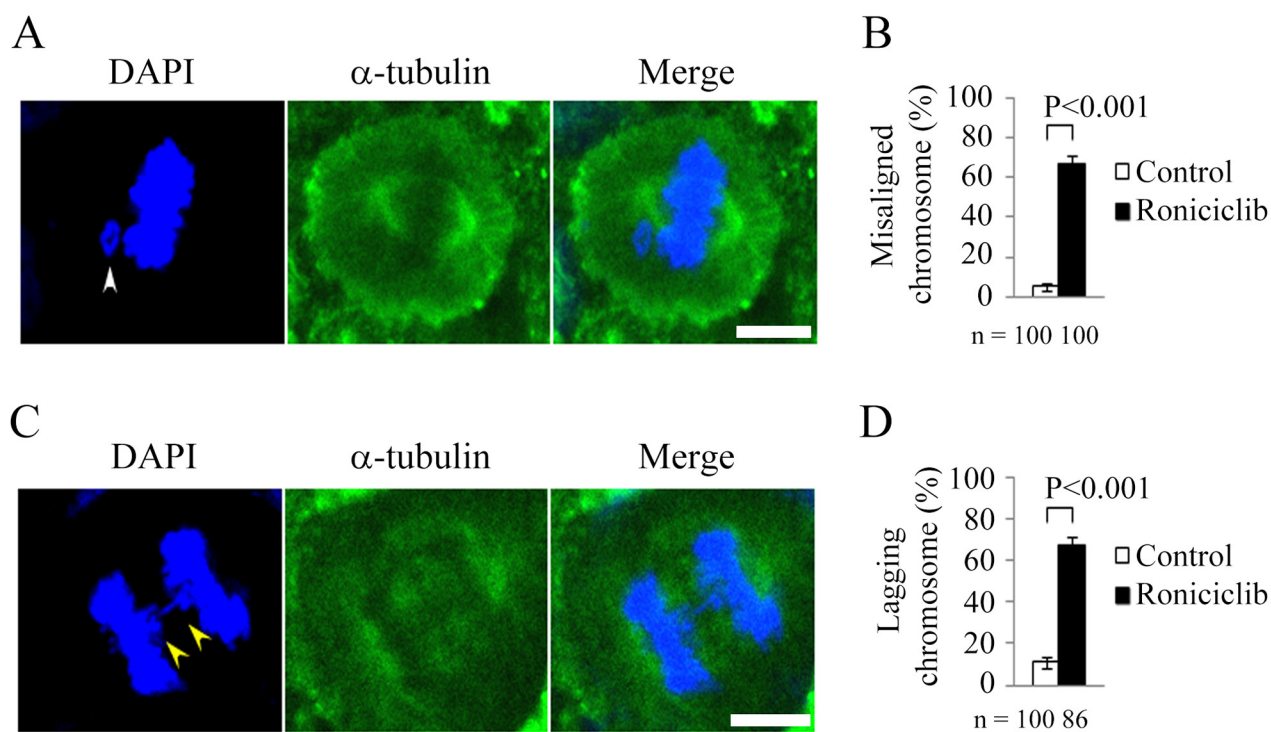 A
DAPI
α-tubulin
Merge
B
Misaligned
chromosome (%)
100
80
60
40
20
0
P<0.001
Control
Roniciclib
n = 100 100
C
DAPI
α-tubulin
Merge
D
Lagging
chromosome (%)
100
80
60
40
20
0
P<0.001
Control
Roniciclib
n = 100 86